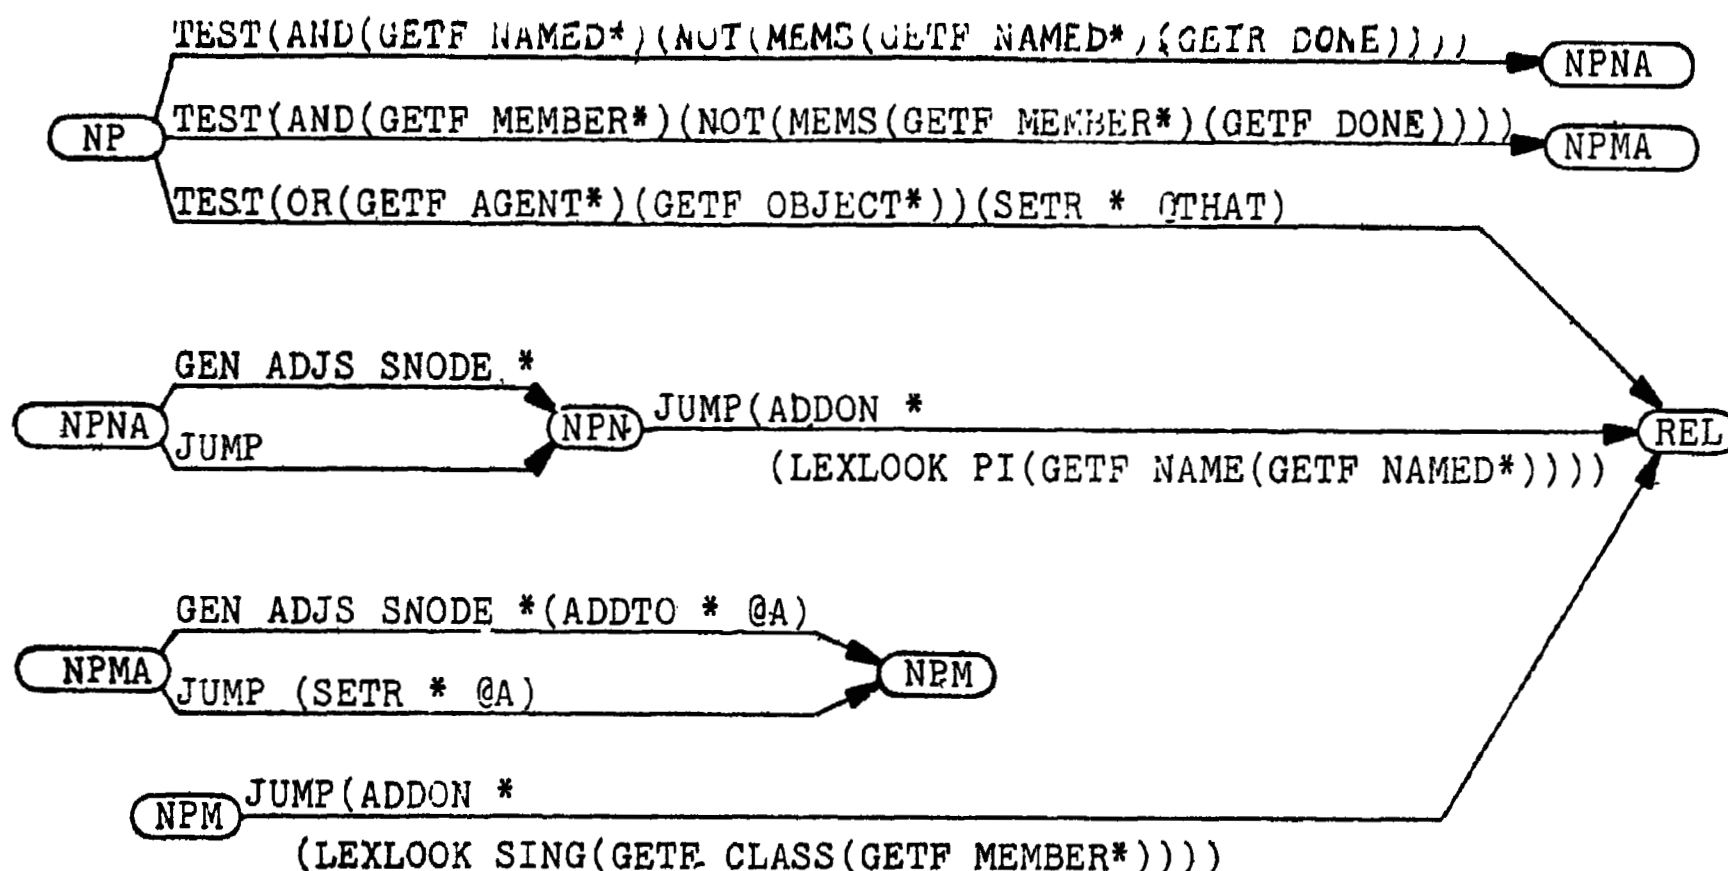 TEST(AND(GETF NAMED*)(NOT(MEMS(GETF NAMED*)(GETR DONE))))
NPNA
NP
TEST(AND(GETF MEMBER*)(NOT(MEMS(GETF MEMBER*)(GETF DONE))))
NPMA
TEST(OR(GETF AGENT*)(GETF OBJECT*))(SETR * @THAT)
GEN ADJS SNODE *
NPNA
JUMP
NPN
JUMP(ADDON *
(LEXLOOK PI(GETF NAME(GETF NAMED*))))
REL
GEN ADJS SNODE *(ADDTO * @A)
NPMA
JUMP (SETR * @A)
NPM
NPM
JUMP(ADDON *
(LEXLOOK SING(GETF CLASS(GETF MEMBER*))))